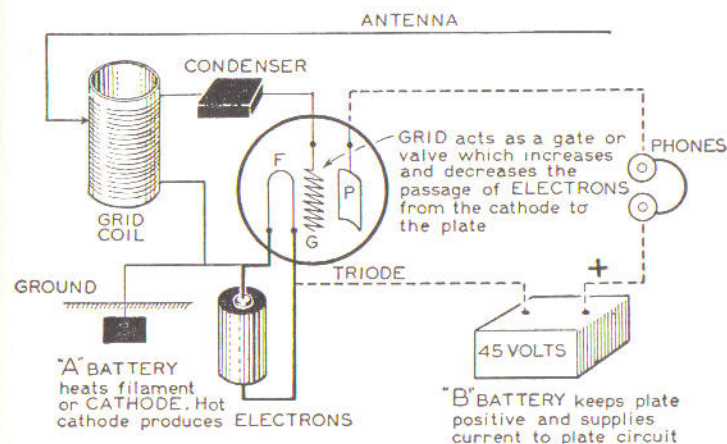 ANTENNA
CONDENSER
GRID
COIL
F
G
P
GRID acts as a gate or
valve which increases
and decreases the
passage of ELECTRONS
from the cathode to
the plate
PHONES
GROUND
TRIODE
+
45 VOLTS
"A" BATTERY
heats filament
or CATHODE. Hot
cathode produces ELECTRONS
"B" BATTERY keeps plate
positive and supplies
current to plate circuit